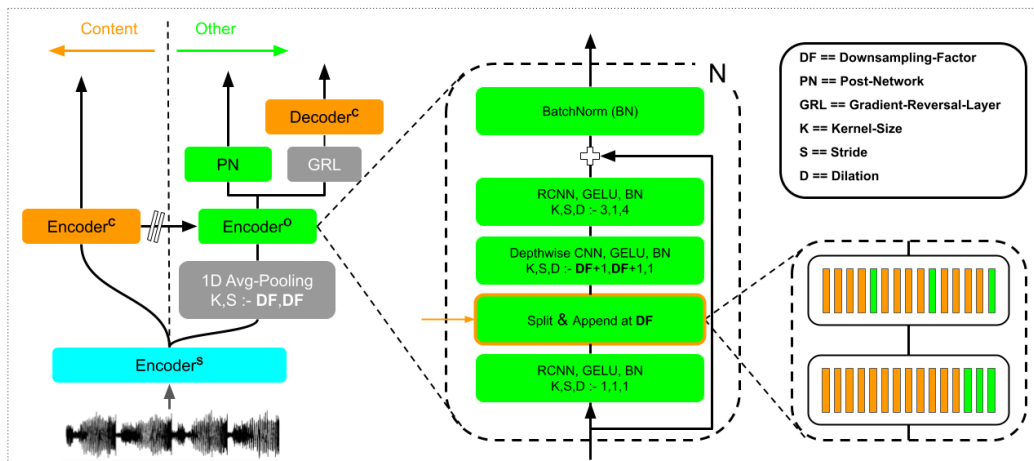 Content
Other
Decoder^C
PN
GRL
Encoder^C
Encoder^O
1D Avg-Pooling
K,S :- DF,DF
Encoder^S
N
BatchNorm (BN)
RCNN, GELU, BN
K,S,D :- 3,1,4
Depthwise CNN, GELU, BN
K,S,D :- DF+1,DF+1,1
Split & Append at DF
RCNN, GELU, BN
K,S,D :- 1,1,1
DF == Downsampling-Factor
PN == Post-Network
GRL == Gradient-Reversal-Layer
K == Kernel-Size
S == Stride
D == Dilation